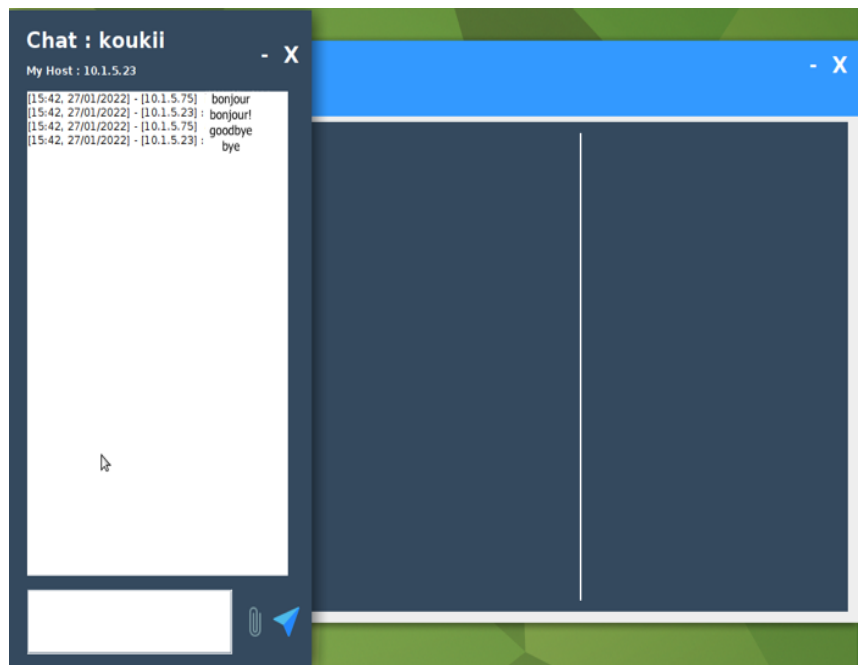 Chat : koukii
- X
My Host : 10.1.5.23
- X
[15:42, 27/01/2022] - [10.1.5.75] bonjour
[15:42, 27/01/2022] - [10.1.5.23] : bonjour!
[15:42, 27/01/2022] - [10.1.5.75] goodbye
[15:42, 27/01/2022] - [10.1.5.23] : bye